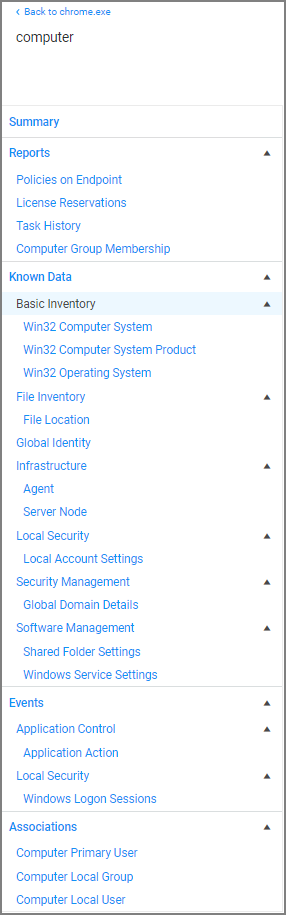 Back to chrome.exe
computer
Summary
Reports
Policies on Endpoint
License Reservations
Task History
Computer Group Membership
Known Data
Basic Inventory
Win32 Computer System
Win32 Computer System Product
Win32 Operating System
File Inventory
File Location
Global Identity
Infrastructure
Agent
Server Node
Local Security
Local Account Settings
Security Management
Global Domain Details
Software Management
Shared Folder Settings
Windows Service Settings
Events
Application Control
Application Action
Local Security
Windows Logon Sessions
Associations
Computer Primary User
Computer Local Group
Computer Local User